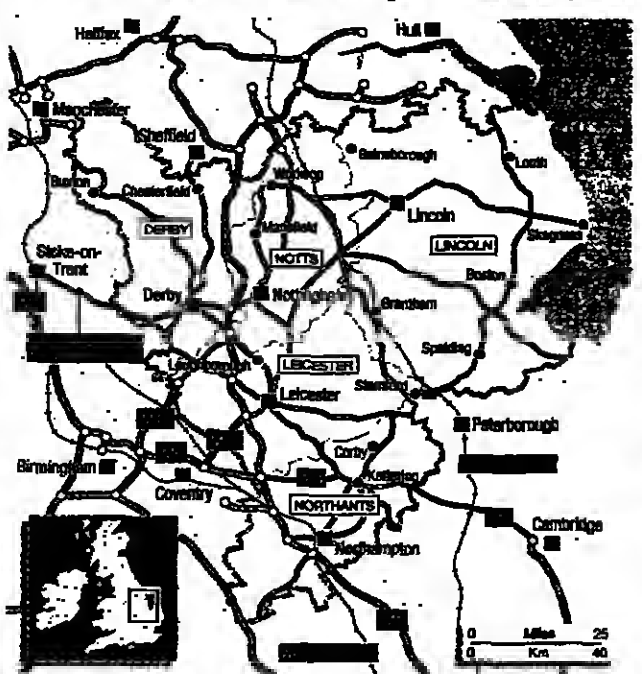 Halifax
Hull
Manchester
Sheffield
Worksop
Gainsborough
Louth
Buxton
Chesterfield
Lincoln
DERBY
Mansfield
LINCOLN
Skegness
NOTTS
Stoke-on-
Trent
Boston
Derby
Nottingham
Grantham
Spalding
Loughborough
LEICESTER
Stamford
Leicester
Peterborough
Corby
Birmingham
Kettering
Coventry
NORTHANTS
Cambridge
Northampton
0 Miles 25
0 Km 40